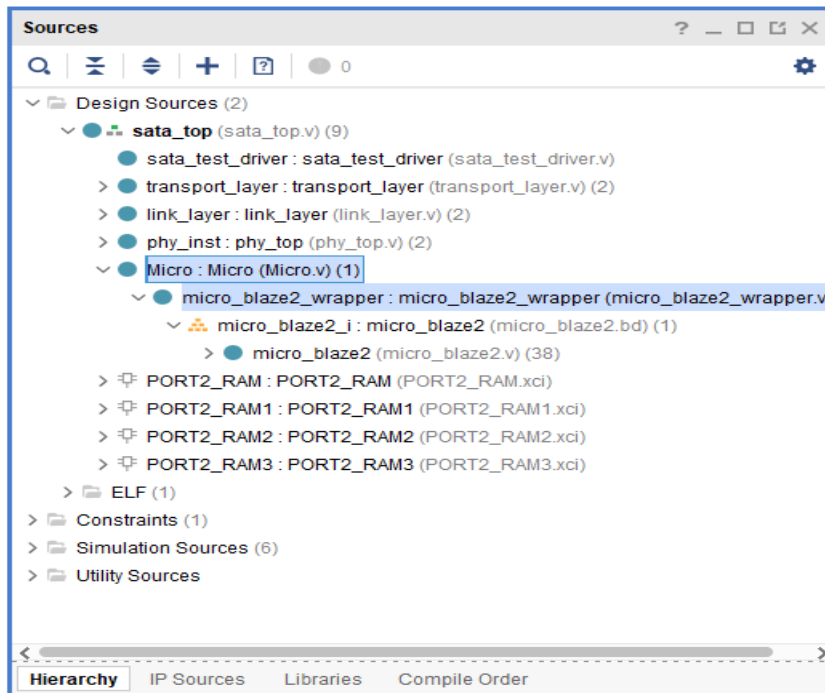 Sources
0
Design Sources (2)
sata_top (sata_top.v) (9)
sata_test_driver : sata_test_driver (sata_test_driver.v)
transport_layer : transport_layer (transport_layer.v) (2)
link_layer : link_layer (link_layer.v) (2)
phy_inst : phy_top (phy_top.v) (2)
Micro : Micro (Micro.v) (1)
micro_blaze2_wrapper : micro_blaze2_wrapper (micro_blaze2_wrapper.v
micro_blaze2_i : micro_blaze2 (micro_blaze2.bd) (1)
micro_blaze2 (micro_blaze2.v) (38)
PORT2_RAM : PORT2_RAM (PORT2_RAM.xci)
PORT2_RAM1 : PORT2_RAM1 (PORT2_RAM1.xci)
PORT2_RAM2 : PORT2_RAM2 (PORT2_RAM2.xci)
PORT2_RAM3 : PORT2_RAM3 (PORT2_RAM3.xci)
ELF (1)
Constraints (1)
Simulation Sources (6)
Utility Sources
Hierarchy IP Sources Libraries Compile Order